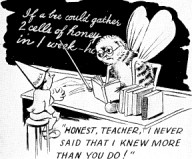 If a bee could gather
2 cells of honey
in 1 week - ho
"HONEST, TEACHER, I NEVER
SAID THAT I KNEW MORE
THAN YOU DO!"